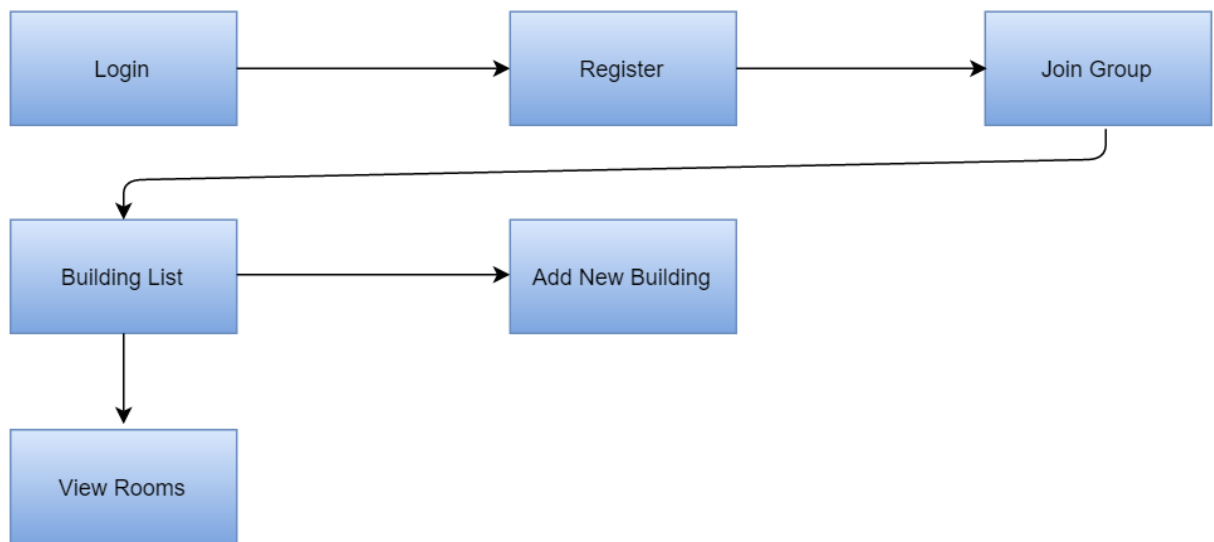 Login
Register
Join Group
Building List
Add New Building
View Rooms